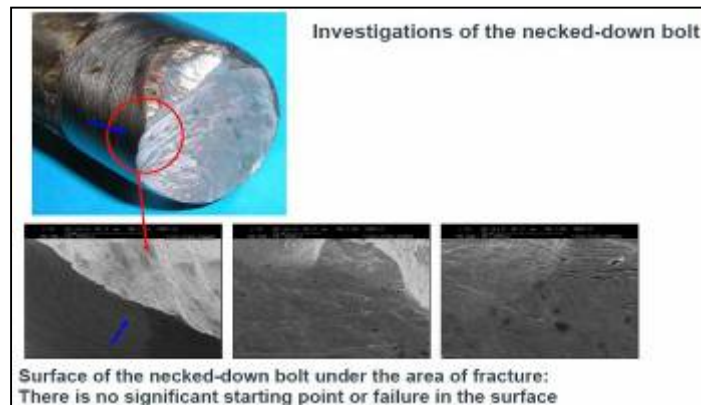 Investigations of the necked-down bolt
Surface of the necked-down bolt under the area of fracture:
There is no significant starting point or failure in the surface